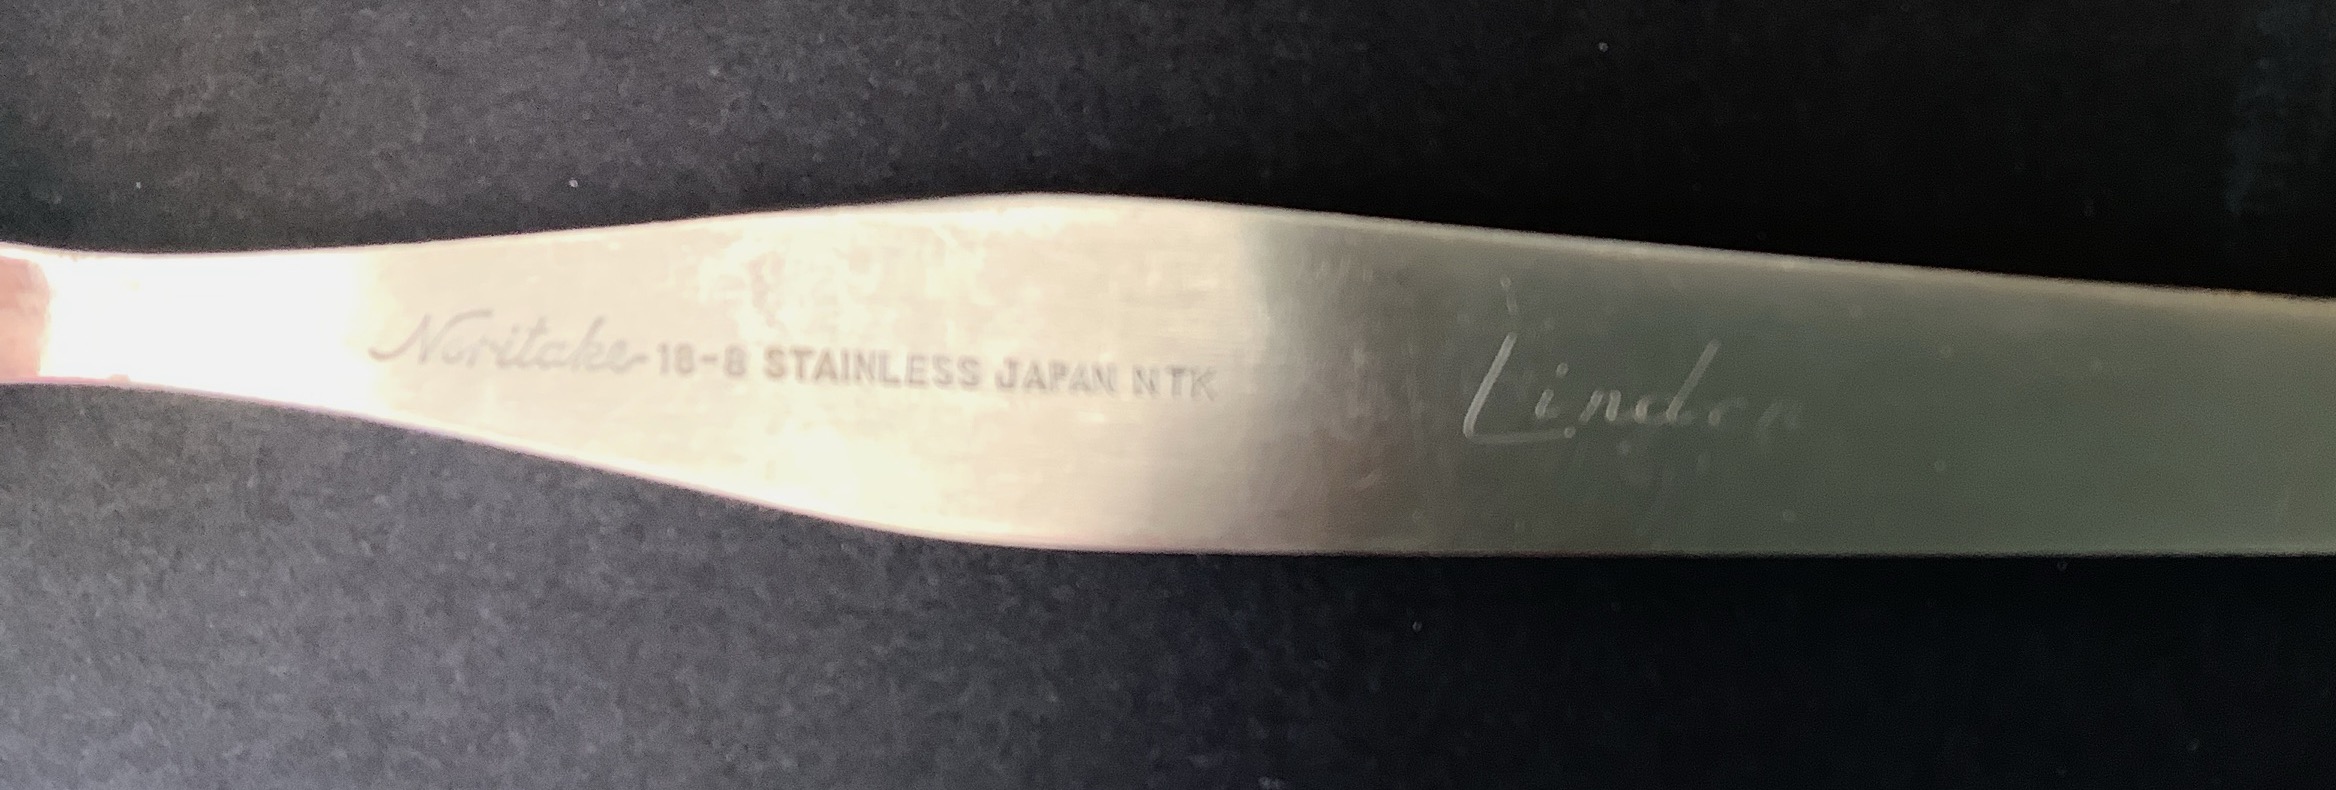 Noritake 18-8 STAINLESS JAPAN NTK
Linden